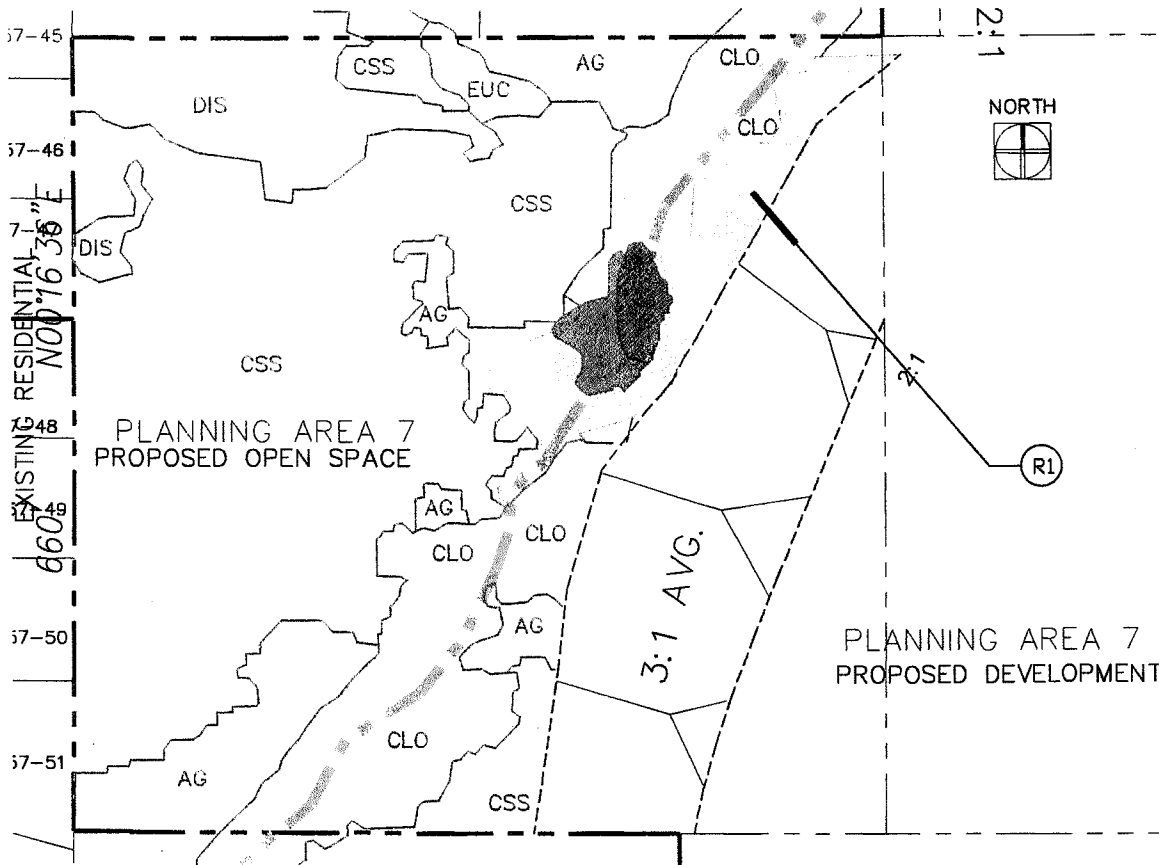 57-45
CSS
AG
CLO
2:1
DIS
EUC
NORTH
CLO
57-46
CSS
DIS
EXISTING RESIDENTIAL
N00°16'36"E
AG
CSS
2:1
PLANNING AREA 7
PROPOSED OPEN SPACE
57-48
R1
57-49
660
AG
CLO
CLO
3:1 AVG.
57-50
AG
PLANNING AREA 7
PROPOSED DEVELOPMENT
CLO
57-51
AG
CSS